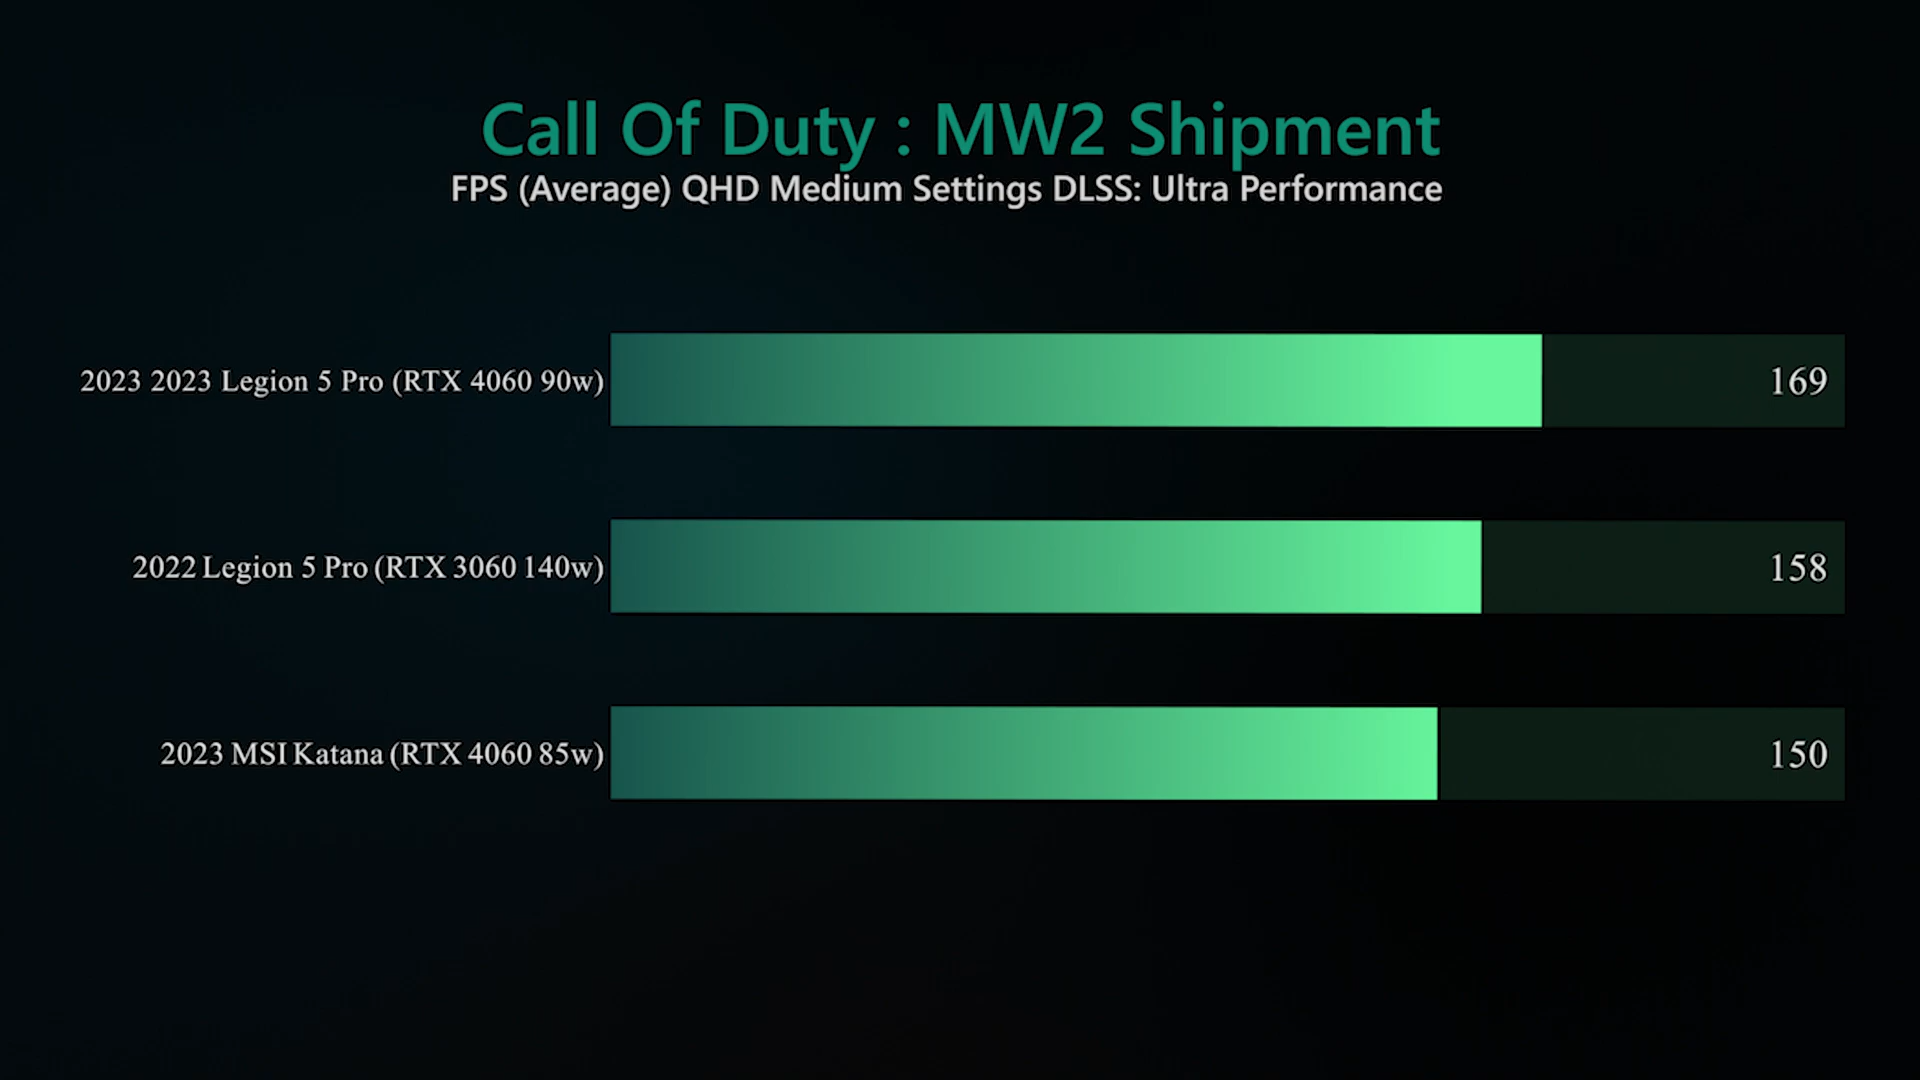 Call Of Duty : MW2 Shipment
FPS (Average) QHD Medium Settings DLSS: Ultra Performance
2023 2023 Legion 5 Pro (RTX 4060 90w) 169
2022 Legion 5 Pro (RTX 3060 140w) 158
2023 MSI Katana (RTX 4060 85w) 150